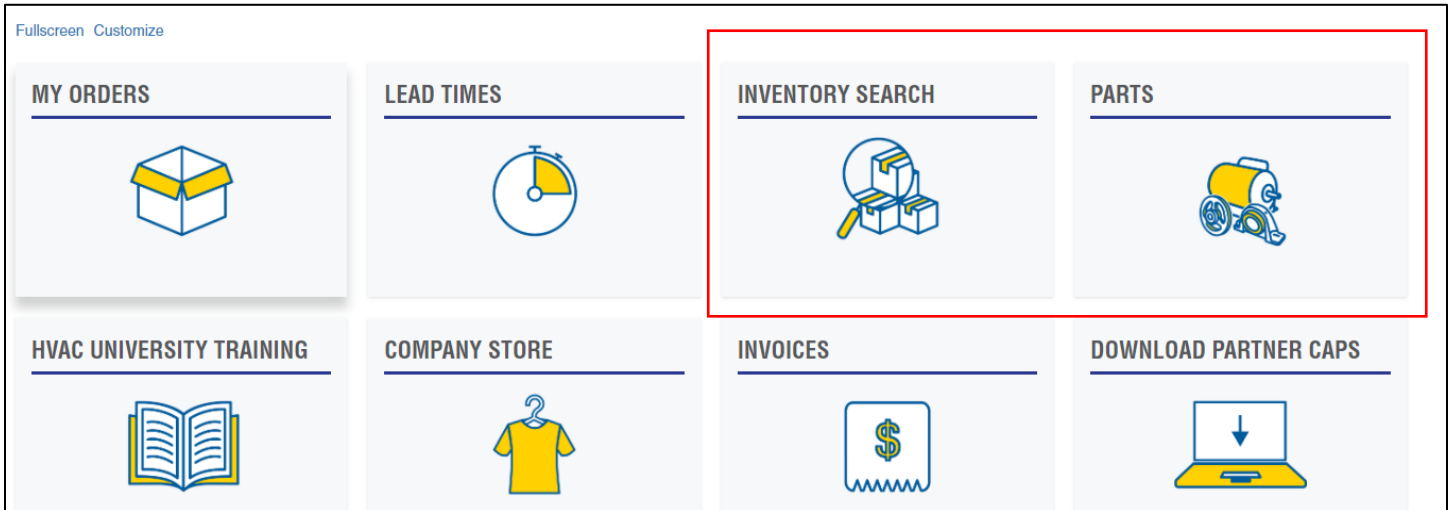 Fullscreen Customize
MY ORDERS
LEAD TIMES
INVENTORY SEARCH
PARTS
HVAC UNIVERSITY TRAINING
COMPANY STORE
INVOICES
$
DOWNLOAD PARTNER CAPS